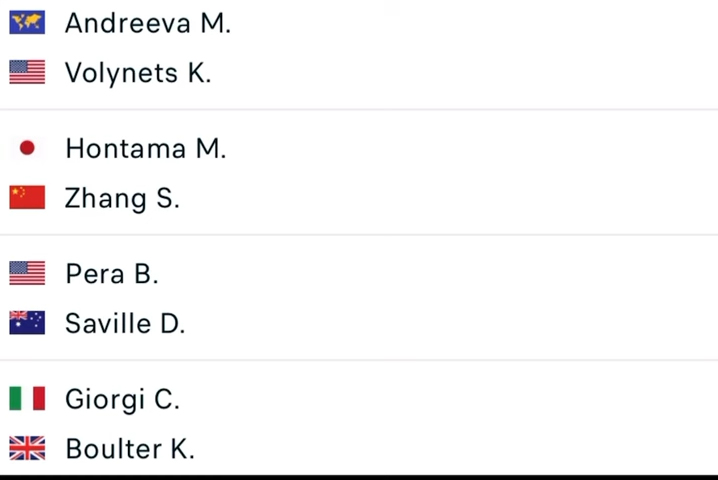 Andreeva M.
Volynets K.
Hontama M.
Zhang S.
Pera B.
Saville D.
Giorgi C.
Boulter K.